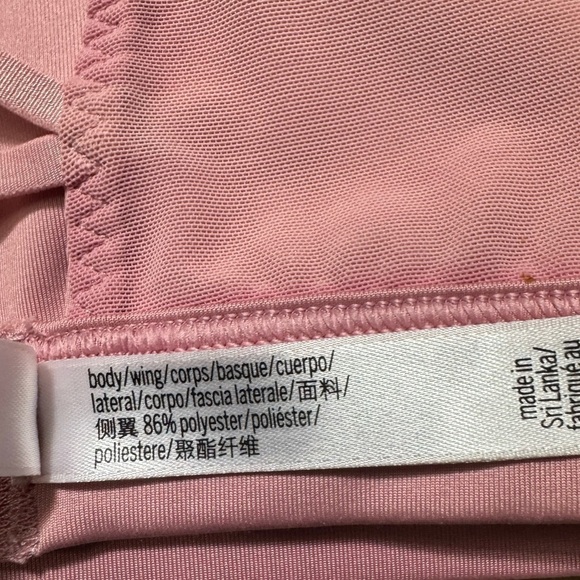 body/wing/corps/basque/cuerpo/
lateral/corpo/fascia laterale/面料/
侧翼 86% polyester/poliéster/
poliestere/聚酯纤维
made in
Sri Lanka/
fabriqué au